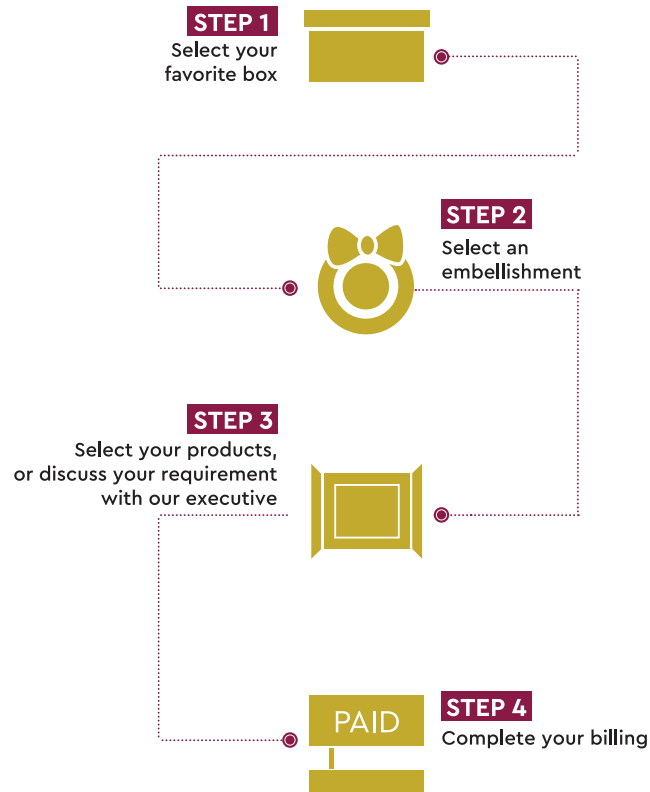 STEP 1
Select your
favorite box
STEP 2
Select an
embellishment
STEP 3
Select your products,
or discuss your requirement
with our executive
PAID
STEP 4
Complete your billing